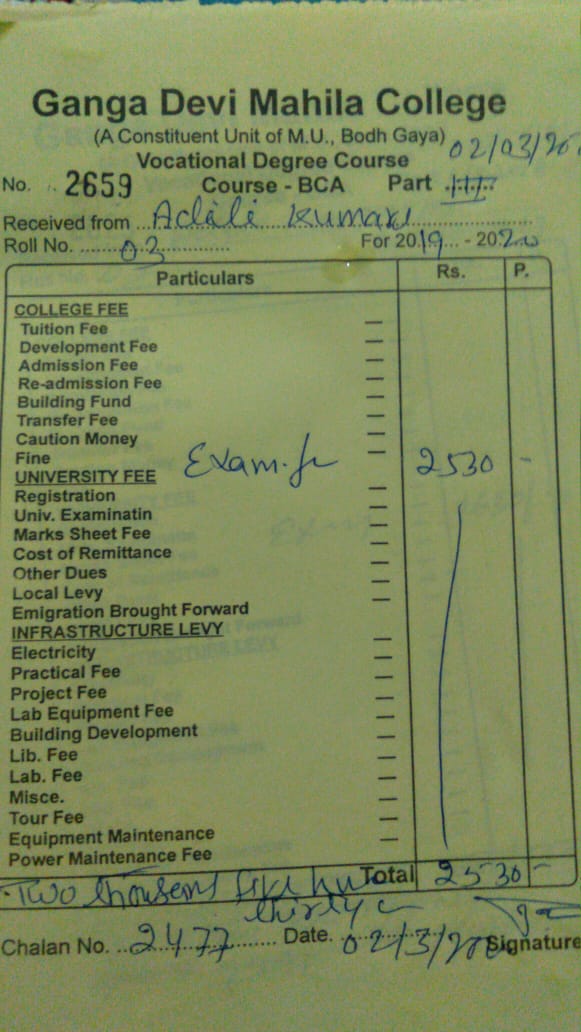 Ganga Devi Mahila College
(A Constituent Unit of M.U., Bodh Gaya)
02/03/20
Vocational Degree Course
No. 2659 Course - BCA Part III
Received from Adili Kumari
Roll No. 03 For 2019 - 2020
Particulars Rs. P.
COLLEGE FEE
Tuition Fee —
Development Fee —
Admission Fee —
Re-admission Fee —
Building Fund —
Transfer Fee —
Caution Money —
Fine — Exam. fe 2530 -
UNIVERSITY FEE
Registration —
Univ. Examinatin —
Marks Sheet Fee —
Cost of Remittance —
Other Dues —
Local Levy —
Emigration Brought Forward
INFRASTRUCTURE LEVY
Electricity —
Practical Fee —
Project Fee —
Lab Equipment Fee —
Building Development —
Lib. Fee —
Lab. Fee —
Misce. —
Tour Fee —
Equipment Maintenance —
Power Maintenance Fee
Two thousand five Total 2530 -
thirty
Chalan No. 2477 Date. 02/3/20 Signature